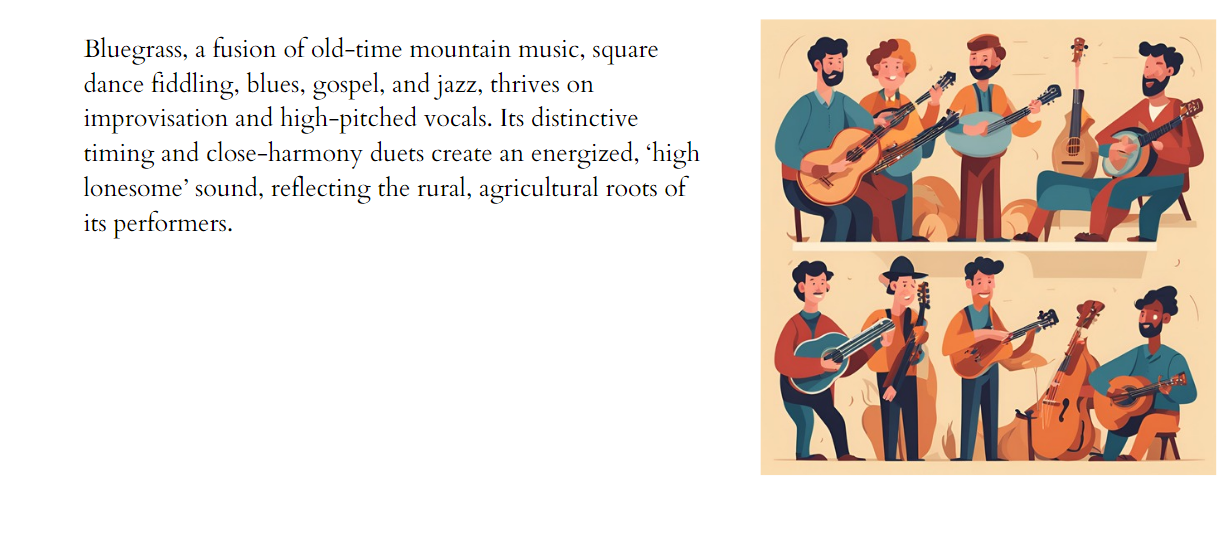 Bluegrass, a fusion of old-time mountain music, square
dance fiddling, blues, gospel, and jazz, thrives on
improvisation and high-pitched vocals. Its distinctive
timing and close-harmony duets create an energized, ‘high
lonesome’ sound, reflecting the rural, agricultural roots of
its performers.